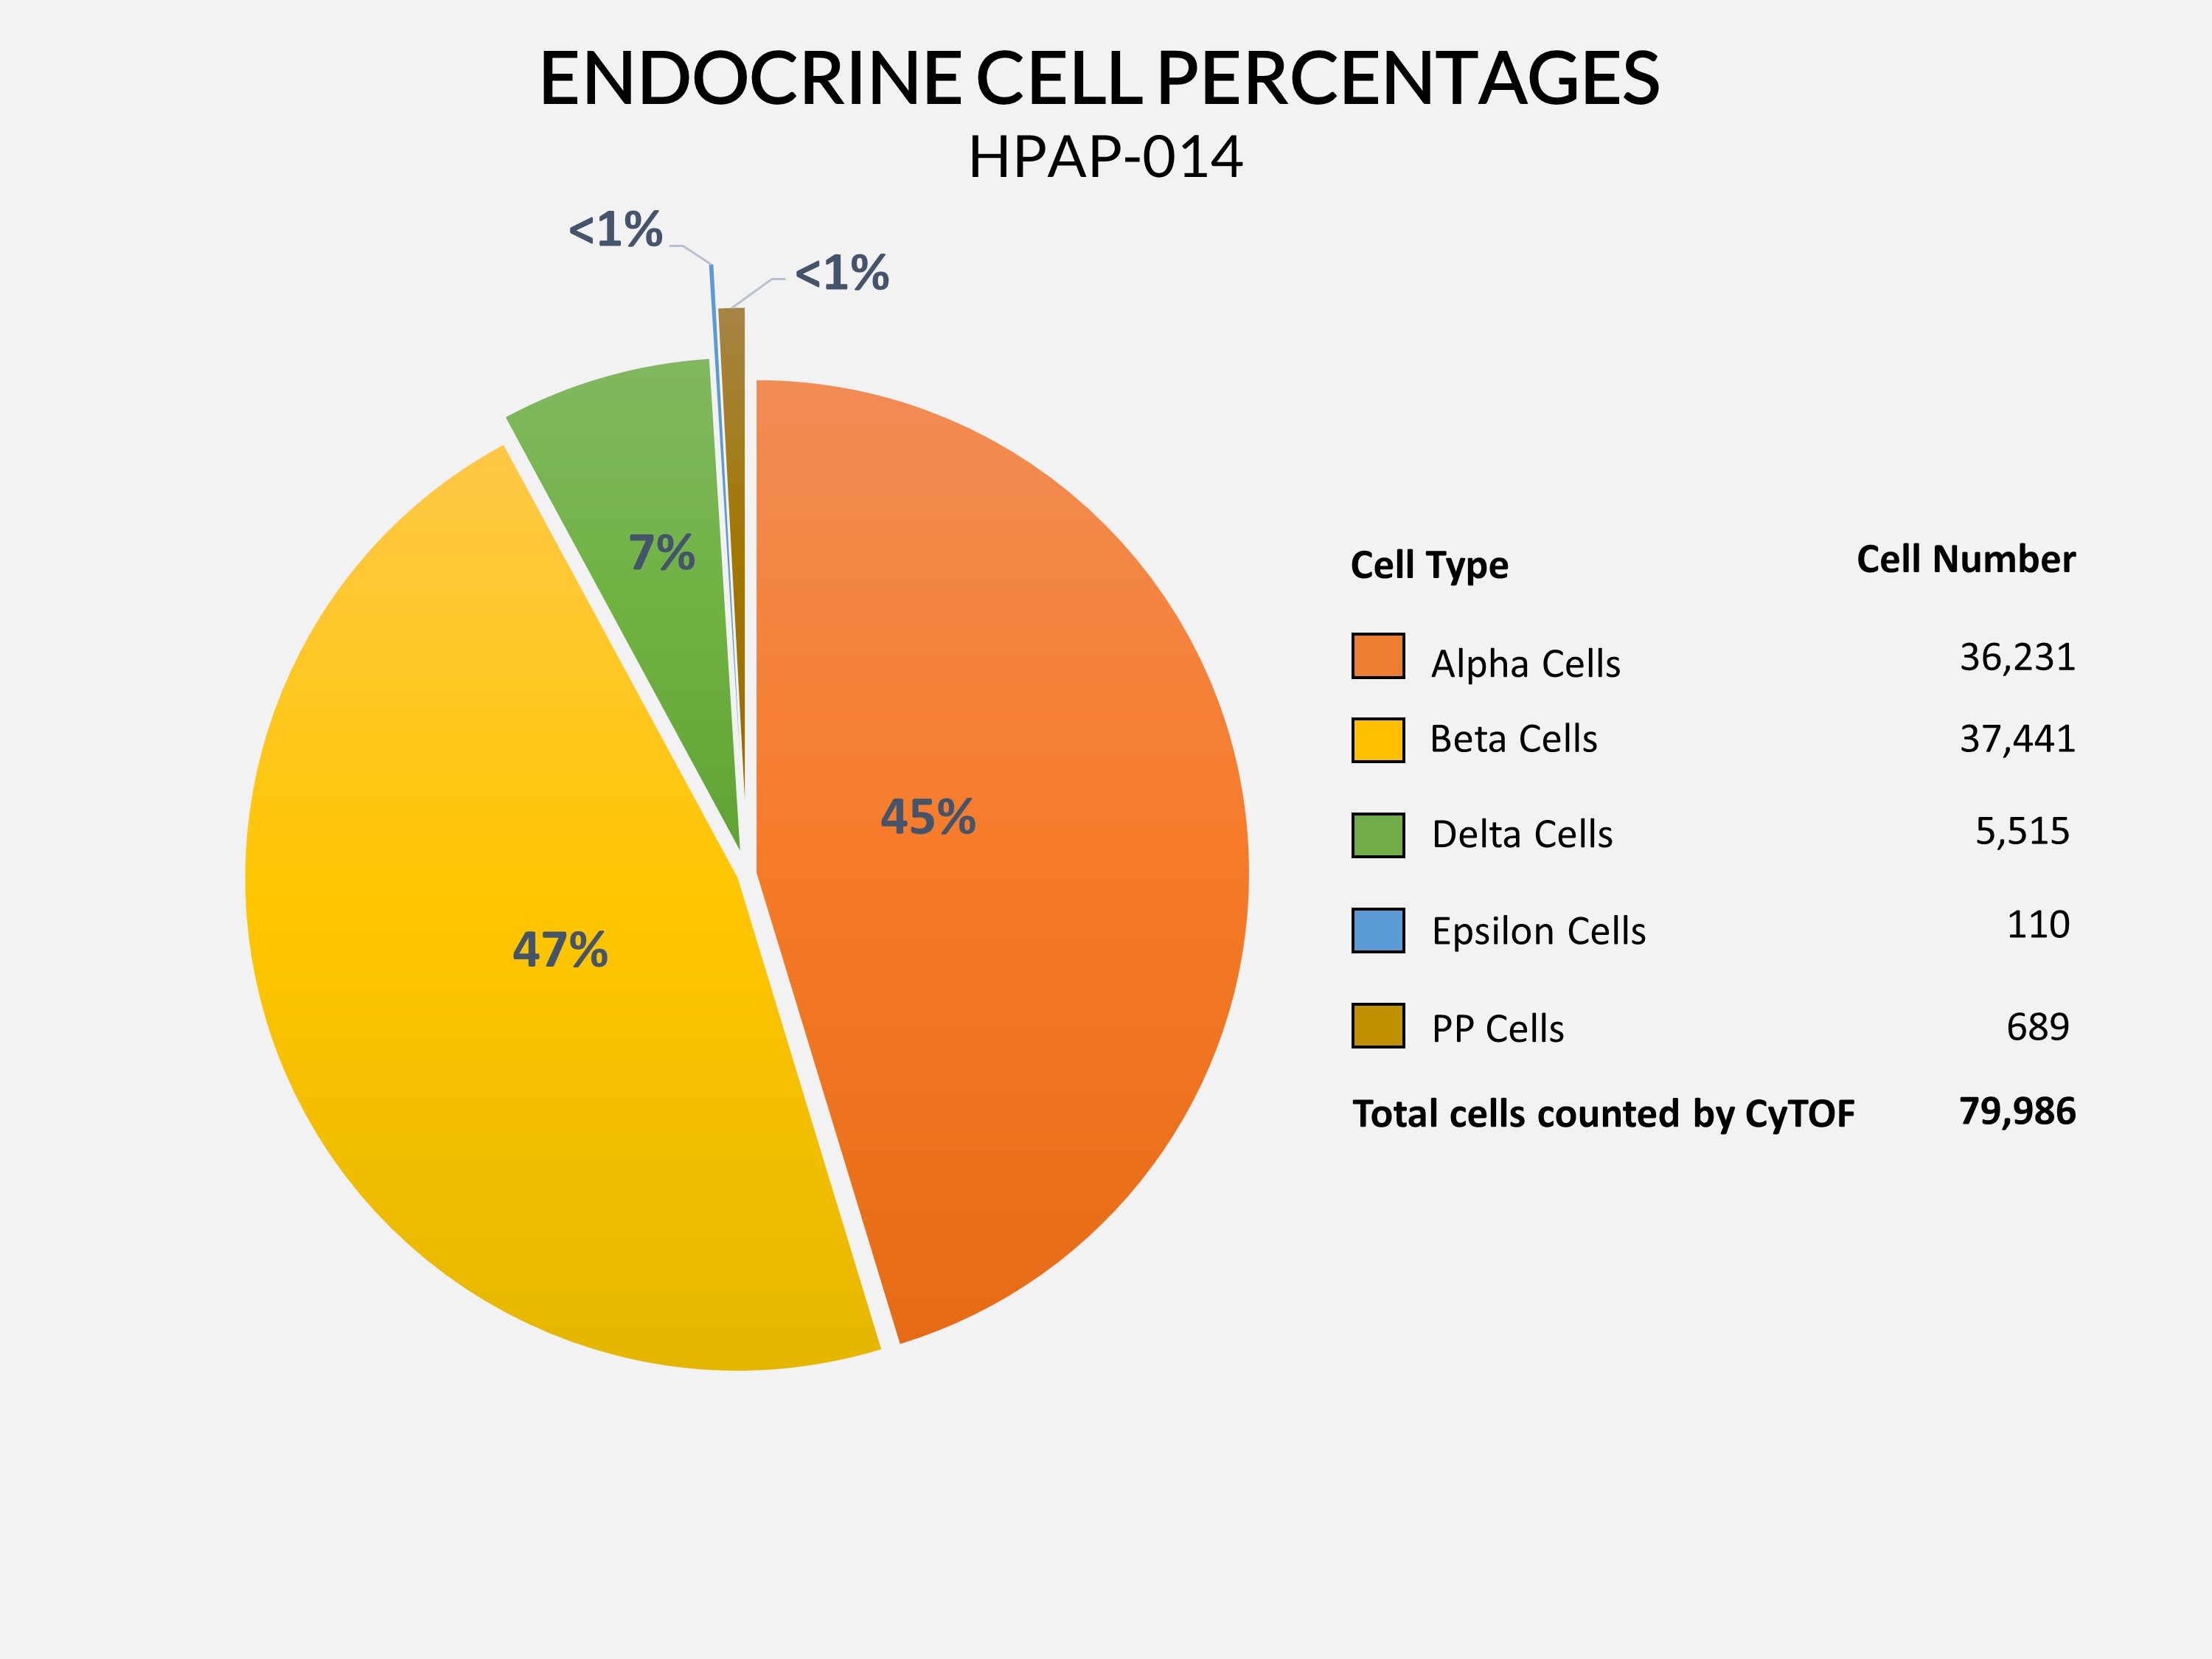 ENDOCRINE CELL PERCENTAGES
HPAP-014
<1%
<1%
7%
45%
47%
Cell Type Cell Number
Alpha Cells 36,231
Beta Cells 37,441
Delta Cells 5,515
Epsilon Cells 110
PP Cells 689
Total cells counted by CyTOF 79,986